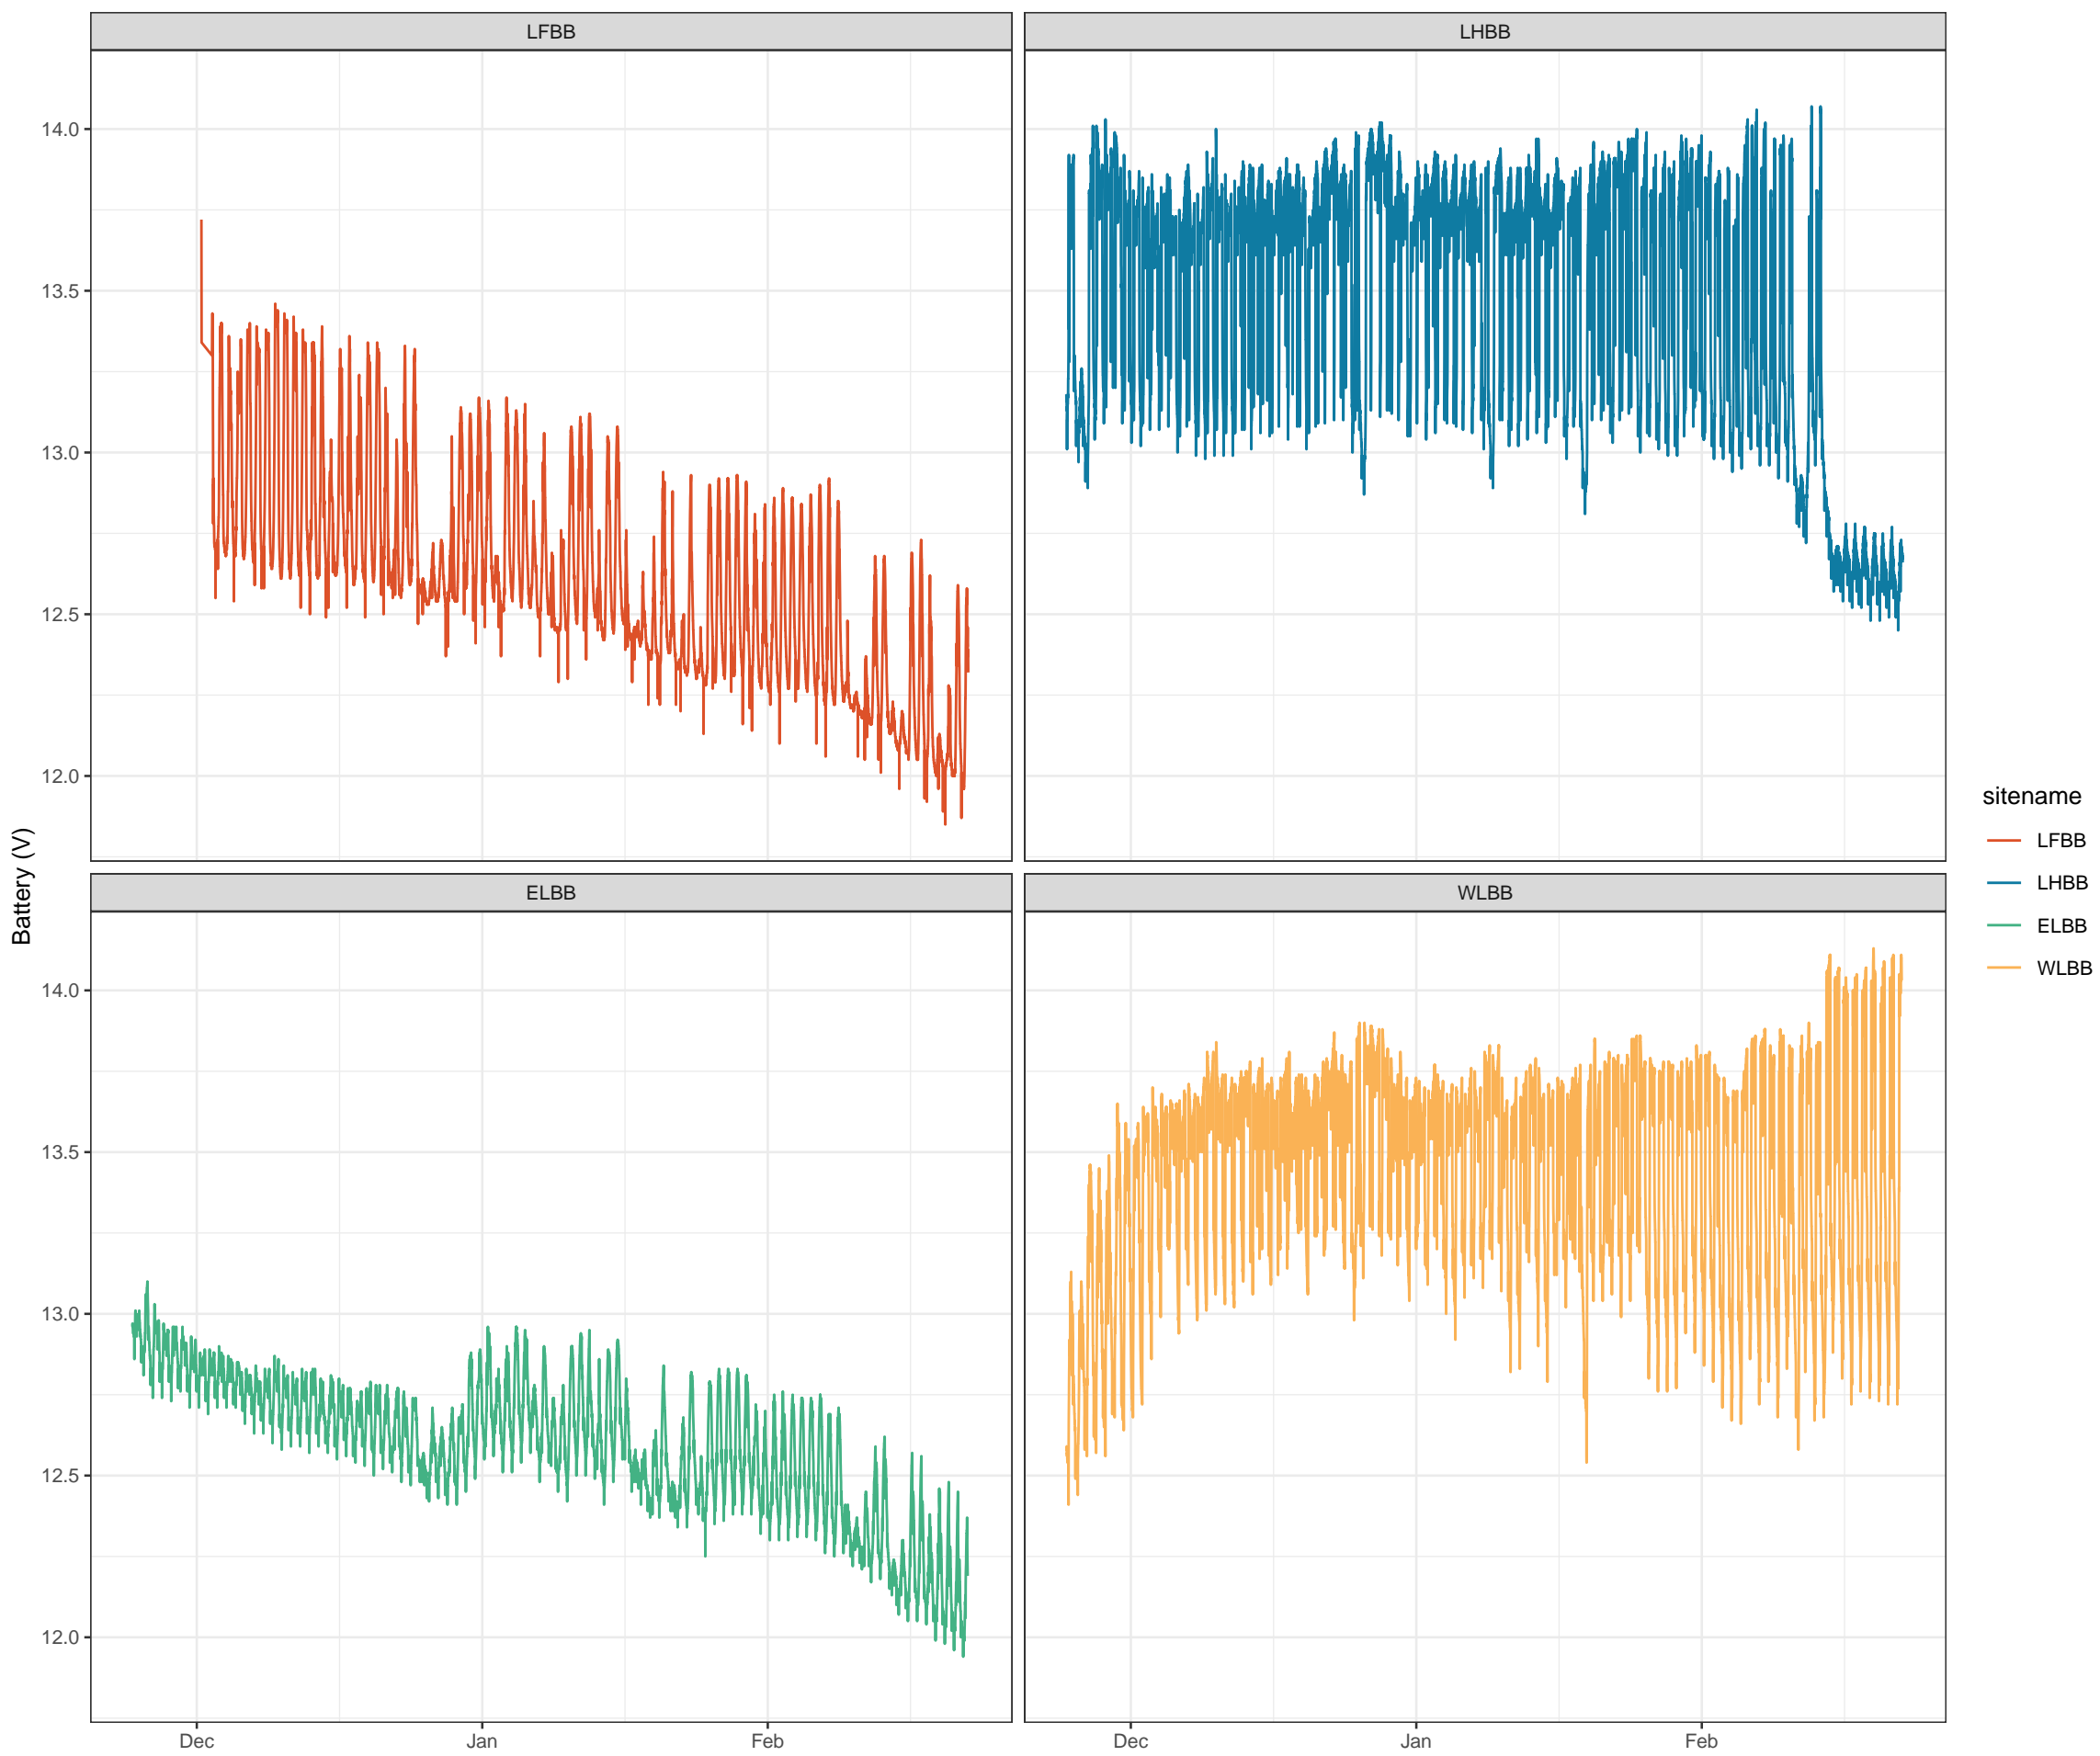 LFBB
LHBB
14.0
13.5
13.0
12.5
12.0
Battery (V)
ELBB
WLBB
14.0
13.5
13.0
12.5
12.0
Dec
Jan
Feb
Dec
Jan
Feb
sitename
LFBB
LHBB
ELBB
WLBB